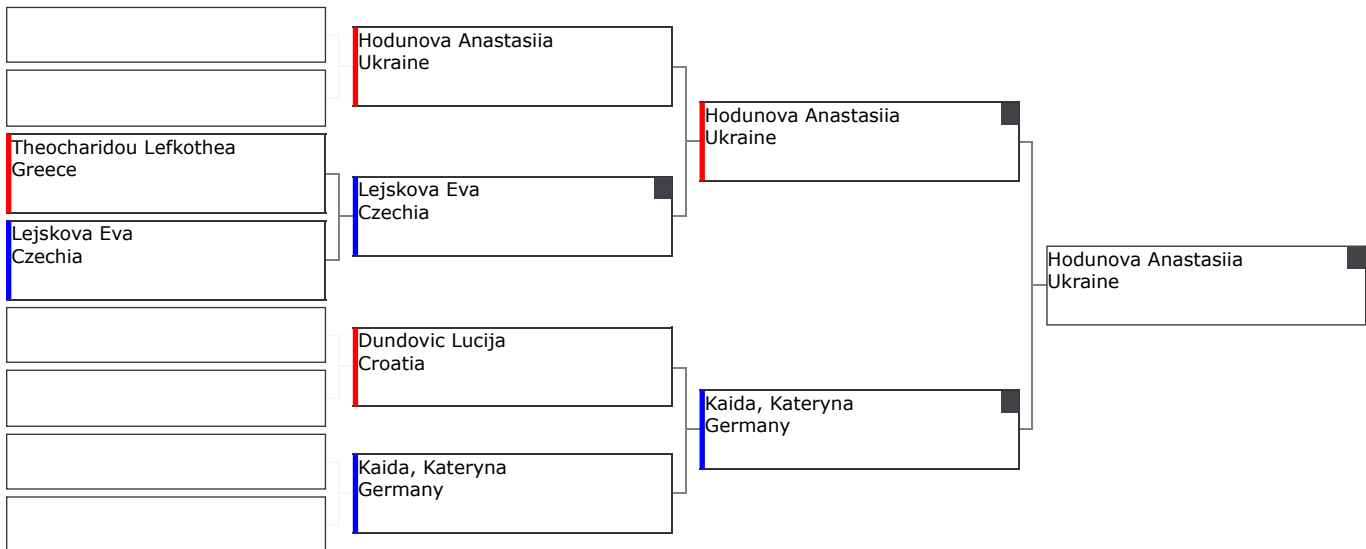 Theocharidou Lefkothea
Greece
Lejskova Eva
Czechia
Hodunova Anastasiia
Ukraine
Lejskova Eva
Czechia
Dundovic Lucija
Croatia
Kaida, Kateryna
Germany
Hodunova Anastasiia
Ukraine
Kaida, Kateryna
Germany
Hodunova Anastasiia
Ukraine